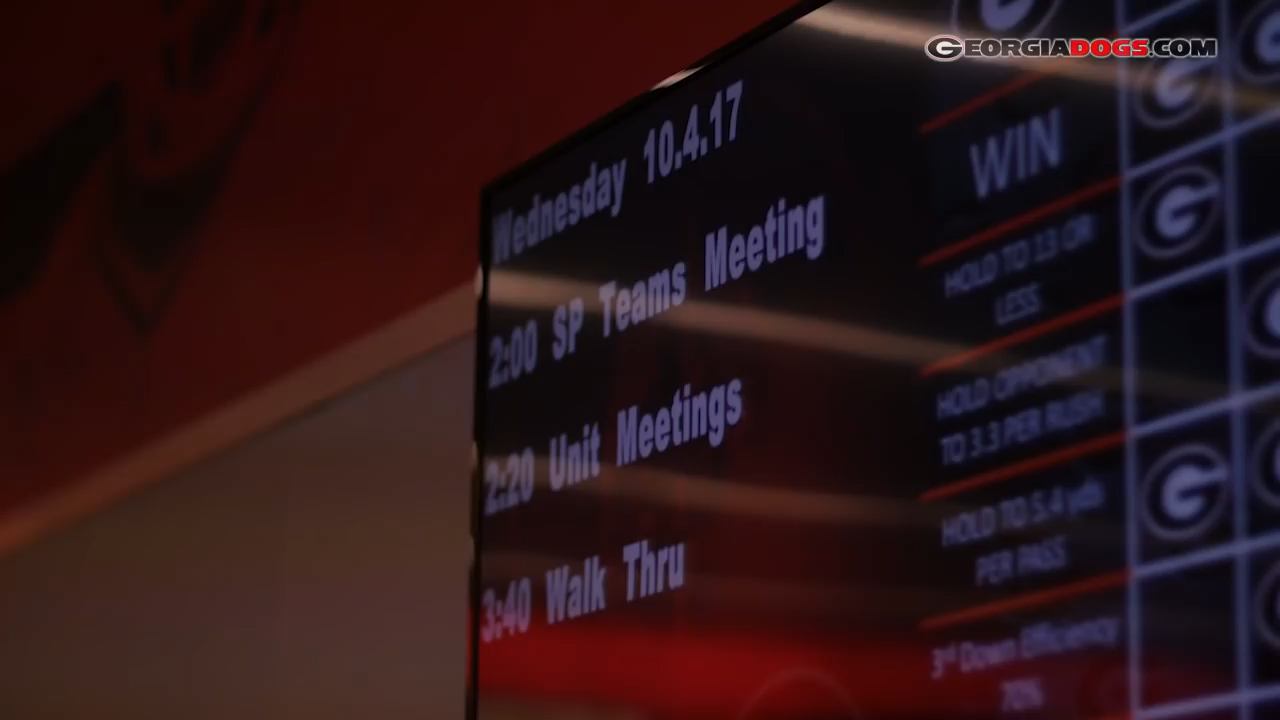 GEORGIADOGS.COM
Wednesday 10.4.17
2:00 SP Teams Meeting
2:20 Unit Meetings
3:40 Walk Thru
WIN
HOLD TO 13 OR
LESS
HOLD OPPONENT
TO 3.3 PER RUSH
HOLD TO 5.4 yds
PER PASS
3rd Down Efficiency
70%